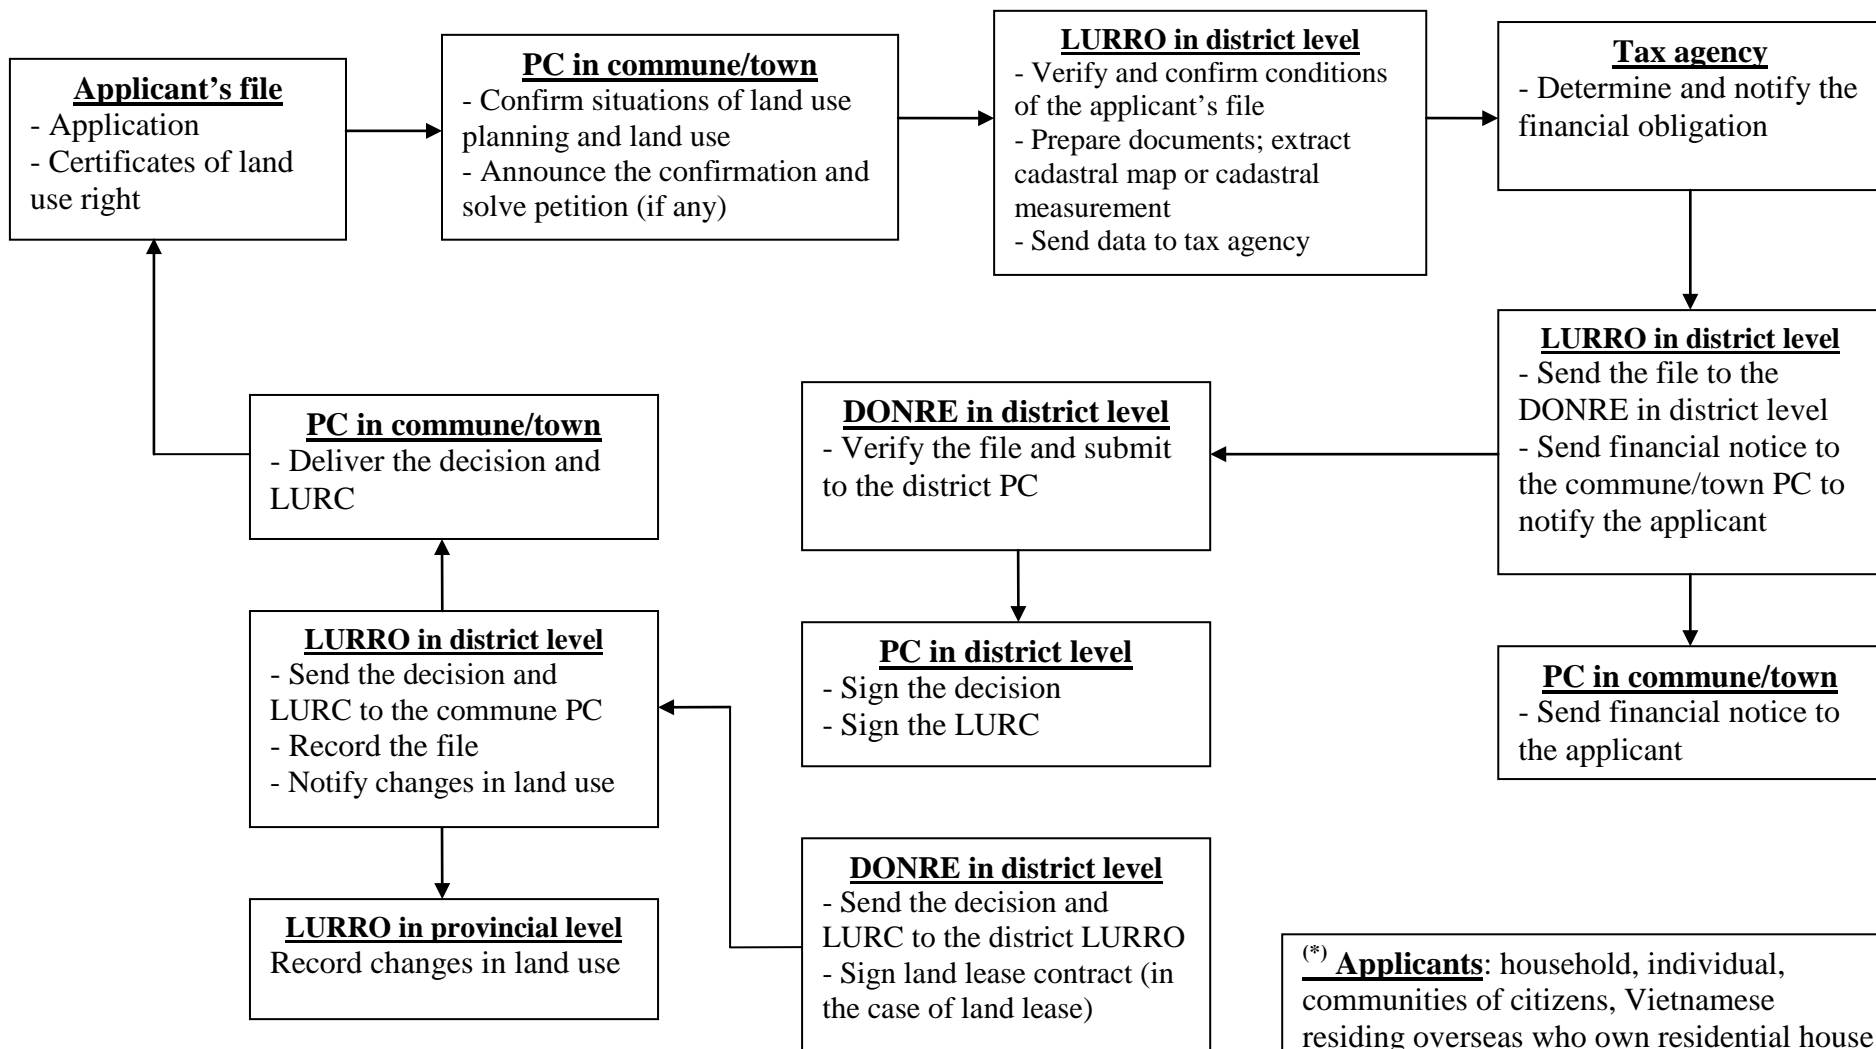 Applicant's file
- Application
- Certificates of land
use right
PC in commune/town
- Confirm situations of land use
planning and land use
- Announce the confirmation and
solve petition (if any)
LURRO in district level
- Verify and confirm conditions
of the applicant's file
- Prepare documents; extract
cadastral map or cadastral
measurement
- Send data to tax agency
Tax agency
- Determine and notify the
financial obligation
LURRO in district level
- Send the file to the
DONRE in district level
- Send financial notice to
the commune/town PC to
notify the applicant
PC in commune/town
- Send financial notice to
the applicant
DONRE in district level
- Verify the file and submit
to the district PC
PC in district level
- Sign the decision
- Sign the LURC
DONRE in district level
- Send the decision and
LURC to the district LURRO
- Sign land lease contract (in
the case of land lease)
LURRO in district level
- Send the decision and
LURC to the commune PC
- Record the file
- Notify changes in land use
PC in commune/town
- Deliver the decision and
LURC
LURRO in provincial level
Record changes in land use
(*) Applicants: household, individual,
communities of citizens, Vietnamese
residing overseas who own residential house